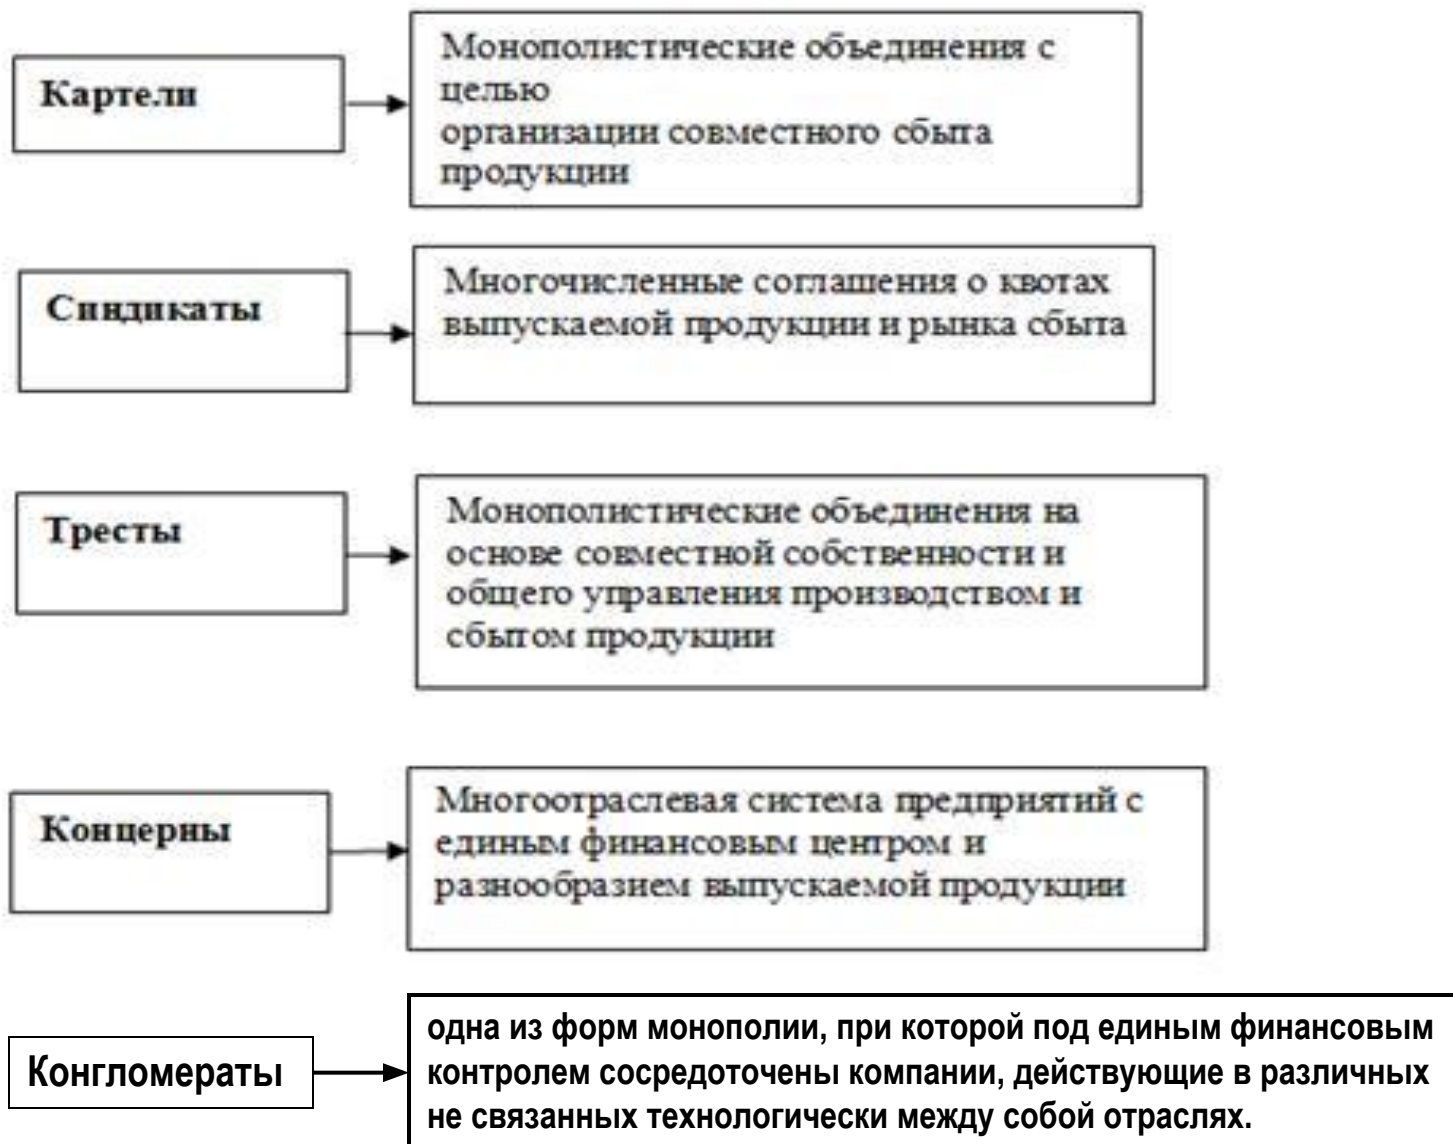 Картели
Монополистические объединения с
целью
организации совместного сбыта
продукции
Синдикаты
Многочисленные соглашения о квотах
выпускаемой продукции и рынка сбыта
Тресты
Монополистические объединения на
основе совместной собственности и
общего управления производством и
сбытом продукции
Концерны
Многоотраслевая система предприятий с
единым финансовым центром и
разнообразием выпускаемой продукции
Конгломераты
одна из форм монополии, при которой под единым финансовым
контролем сосредоточены компании, действующие в различных
не связанных технологически между собой отраслях.